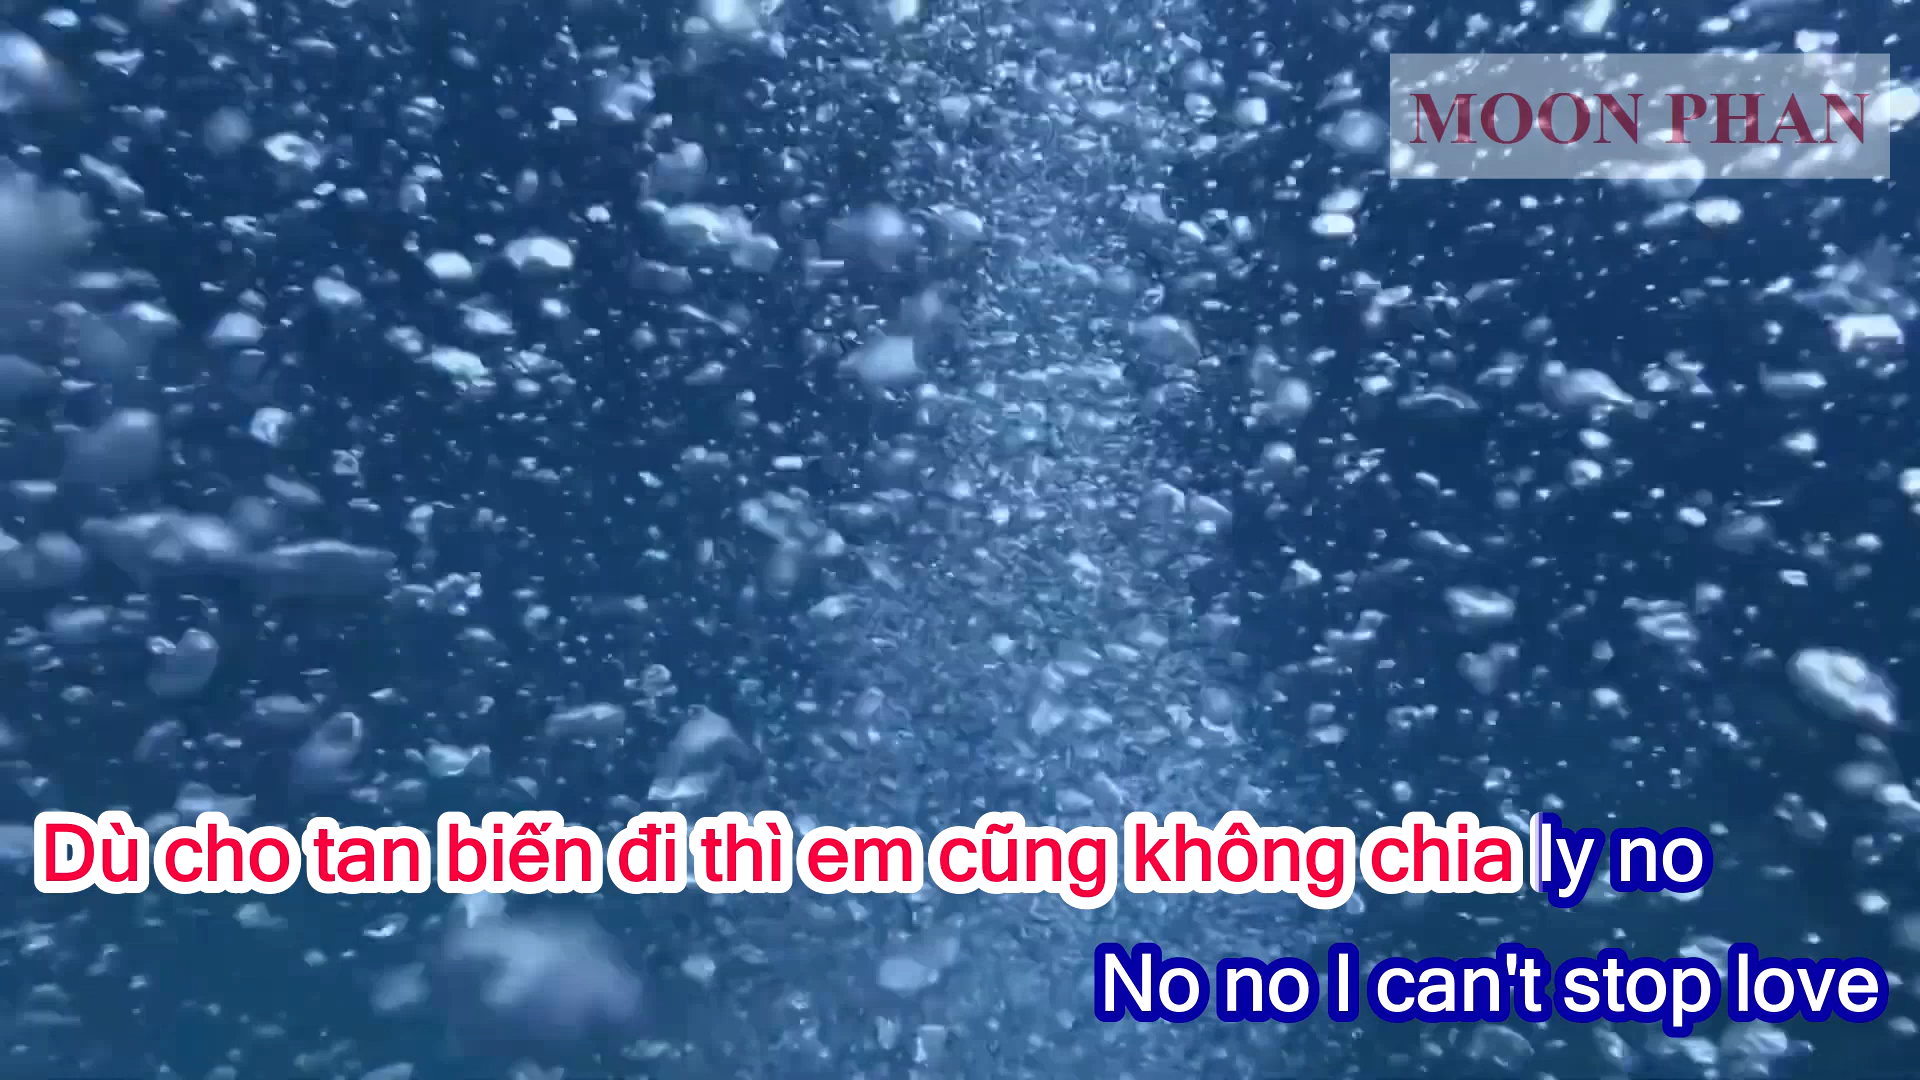 MOON PHAN
Dù cho tan biến đi thì em cũng không chia ly no
No no I can't stop love